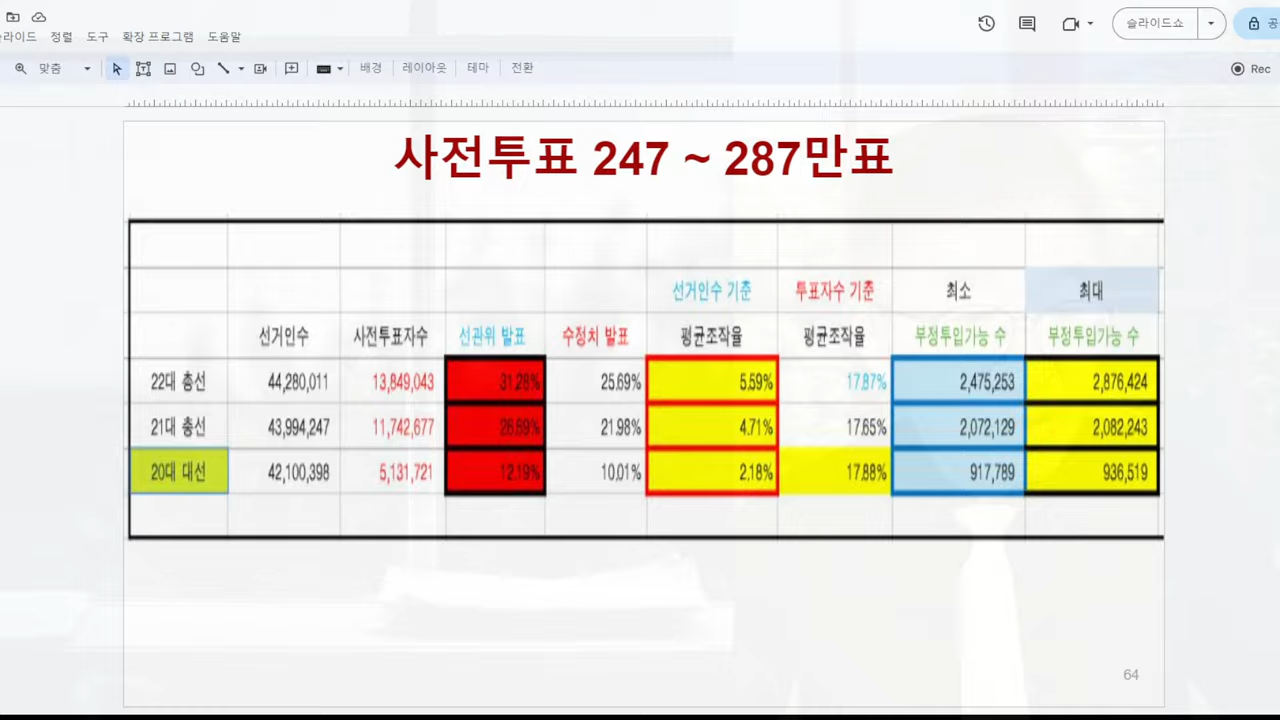 슬라이드쇼
정렬 도구 확장 프로그램 도움말
맞춤 배경 레이아웃 테마 전환 Rec
사전투표 247 ~ 287만표
선거인수 기준 투표자수 기준 최소 최대
선거인수 사전투표자수 선관위 발표 수정치 발표 평균조작율 평균조작율 부정투입가능 수 부정투입가능 수
22대 총선 44,280,011 13,849,043 31.28% 25.69% 5.59% 17.87% 2,475,253 2,876,424
21대 총선 43,994,247 11,742,677 26.69% 21.98% 4.71% 17.65% 2,072,129 2,082,243
20대 대선 42,100,398 5,131,721 12.19% 10.01% 2.18% 17.88% 917,789 936,519
64